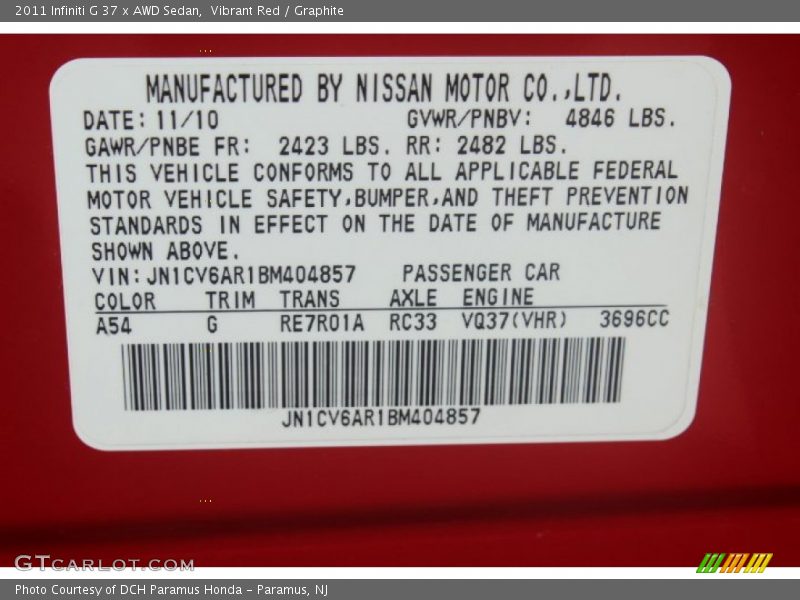 2011 Infiniti G 37 x AWD Sedan,  Vibrant Red / Graphite
MANUFACTURED BY NISSAN MOTOR CO.,LTD.
DATE: 11/10 GVWR/PNBV: 4846 LBS.
GAWR/PNBE FR: 2423 LBS. RR: 2482 LBS.
THIS VEHICLE CONFORMS TO ALL APPLICABLE FEDERAL
MOTOR VEHICLE SAFETY,BUMPER,AND THEFT PREVENTION
STANDARDS IN EFFECT ON THE DATE OF MANUFACTURE
SHOWN ABOVE.
VIN:JN1CV6AR1BM404857 PASSENGER CAR
COLOR TRIM TRANS AXLE ENGINE
A54 G RE7R01A RC33 VQ37(VHR) 3696CC
JN1CV6AR1BM404857
GTCARLOT.COM
Photo Courtesy of DCH Paramus Honda - Paramus, NJ